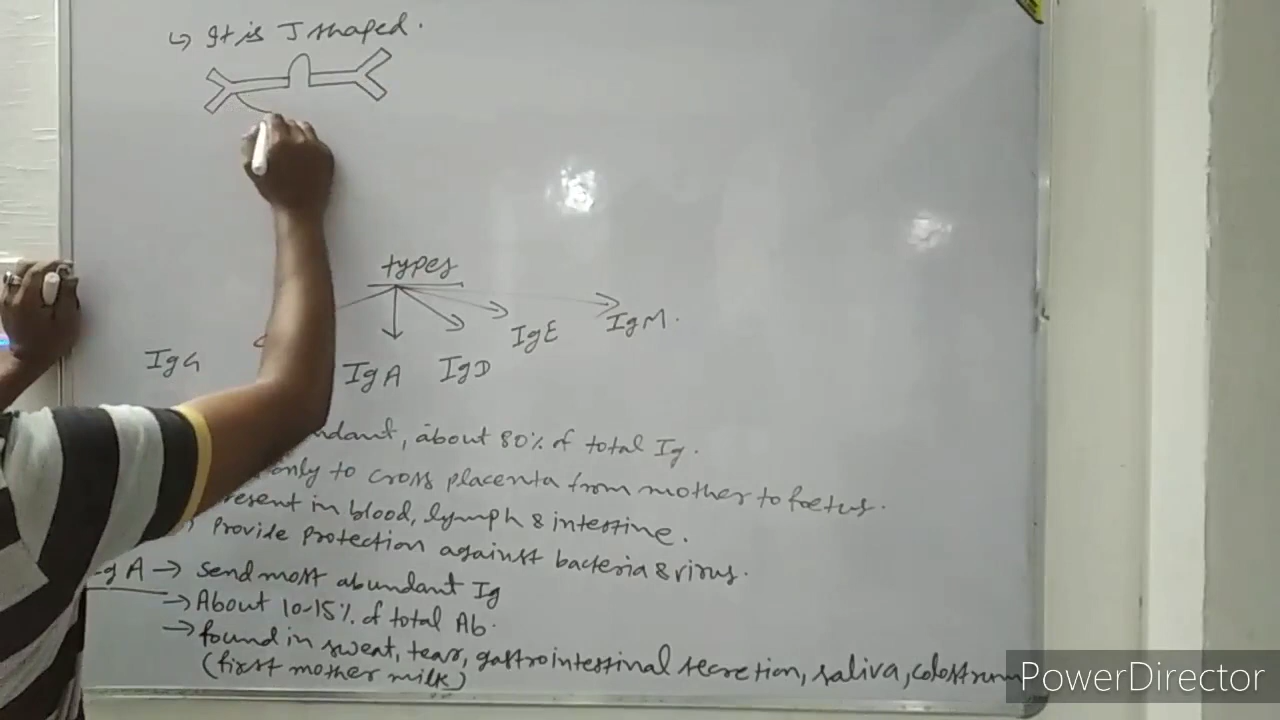 ↳ It is J shaped.
types
IgG IgA IgD IgE IgM.
ndant, about 80% of total Ig.
only to cross placenta from mother to foetus.
resent in blood, lymph & intestine.
Provide protection against bacteria & virus.
g A → send most abundant Ig
→ About 10-15% of total Ab.
→ found in sweat, tear, gastrointestinal secretion, saliva, colostrum
(first mother milk)
PowerDirector